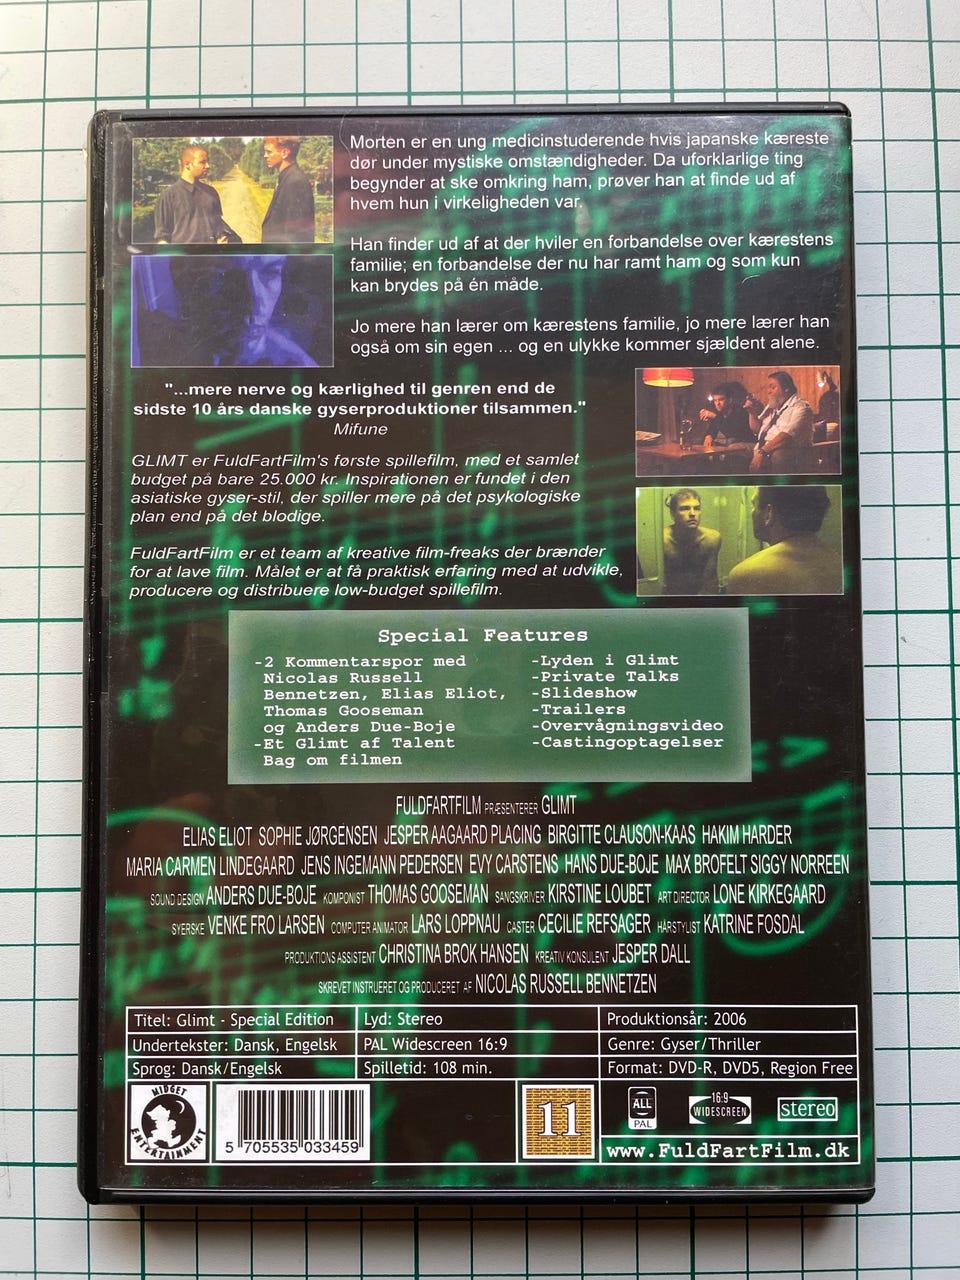 Morten er en ung medicinstuderende hvis japanske kæreste
dør under mystiske omstændigheder. Da uforklarlige ting
begynder at ske omkring ham, prøver han at finde ud af
hvem hun i virkeligheden var.
Han finder ud af at der hviler en forbandelse over kærestens
familie; en forbandelse der nu har ramt ham og som kun
kan brydes på én måde.
Jo mere han lærer om kærestens familie, jo mere lærer han
også om sin egen ... og en ulykke kommer sjældent alene.
"...mere nerve og kærlighed til genren end de
sidste 10 års danske gyserproduktioner tilsammen."
Mifune
GLIMT er FuldFartFilm's første spillefilm, med et samlet
budget på bare 25.000 kr. Inspirationen er fundet i den
asiatiske gyser-stil, der spiller mere på det psykologiske
plan end på det blodige.
FuldFartFilm er et team af kreative film-freaks der brænder
for at lave film. Målet er at få praktisk erfaring med at udvikle,
producere og distribuere low-budget spillefilm.
Special Features
-2 Kommentarspor med
Nicolas Russell
Bennetzen, Elias Eliot,
Thomas Gooseman
og Anders Due-Boje
-Et Glimt af Talent
Bag om filmen
-Lyden i Glimt
-Private Talks
-Slideshow
-Trailers
-Overvågningsvideo
-Castingoptagelser
FULDFARTFILM PRÆSENTERER GLIMT
ELIAS ELIOT SOPHIE JØRGENSEN JESPER AAGAARD PLACING BIRGITTE CLAUSON-KAAS HAKIM HARDER
MARIA CARMEN LINDEGAARD JENS INGEMANN PEDERSEN EVY CARSTENS HANS DUE-BOJE MAX BROFELT SIGGY NORREEN
SOUND DESIGN ANDERS DUE-BOJE KOMPONIST THOMAS GOOSEMAN SANGSKRIVER KIRSTINE LOUBET ART DIRECTOR LONE KIRKEGAARD
SYERSKE VENKE FRO LARSEN COMPUTER ANIMATOR LARS LOPPNAU CASTER CECILIE REFSAGER HÅRSTYLIST KATRINE FOSDAL
PRODUKTIONS ASSISTENT CHRISTINA BROK HANSEN KREATIV KONSULENT JESPER DALL
SKREVET INSTRUERET OG PRODUCERET AF NICOLAS RUSSELL BENNETZEN
Titel: Glimt - Special Edition Lyd: Stereo Produktionsår: 2006
Undertekster: Dansk, Engelsk PAL Widescreen 16:9 Genre: Gyser/Thriller
Sprog: Dansk/Engelsk Spilletid: 108 min. Format: DVD-R, DVD5, Region Free
MIDGET
ENTERTAINMENT
5 705535 033459
11
ALL
PAL
16:9
WIDESCREEN
stereo
www.FuldFartFilm.dk